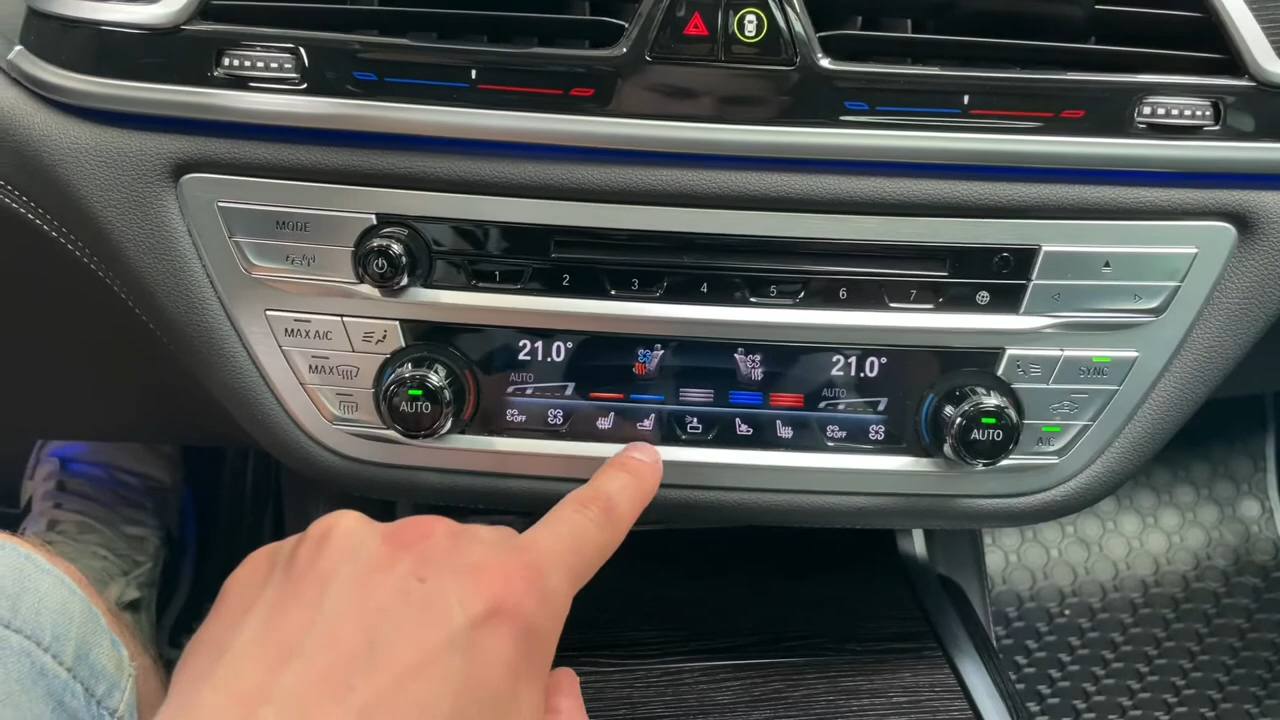 MODE
1 2 3 4 5 6 7
MAX A/C
MAX
21.0° 21.0°
AUTO AUTO
SYNC
AUTO
OFF OFF
AUTO
A/C